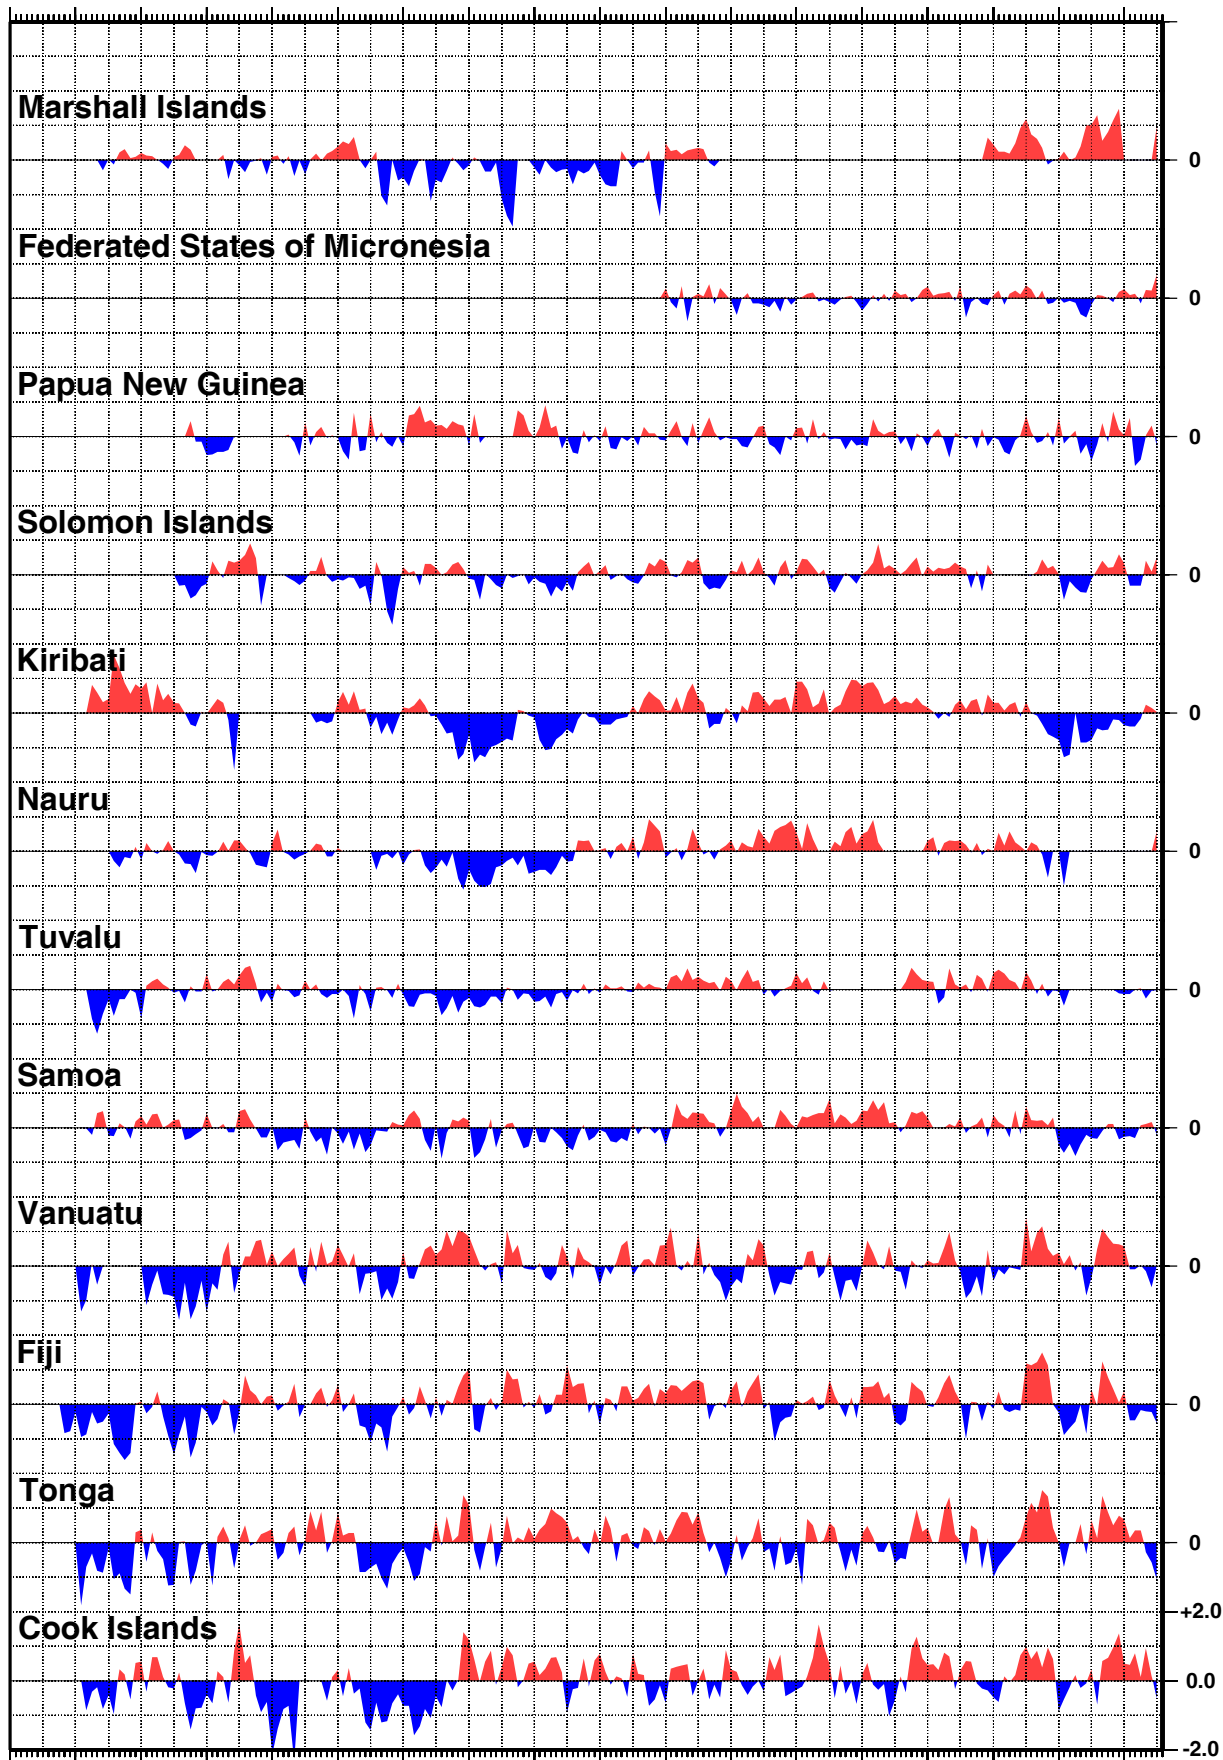 Marshall Islands
0
Federated States of Micronesia
0
Papua New Guinea
0
Solomon Islands
0
Kiribati
0
Nauru
0
Tuvalu
0
Samoa
0
Vanuatu
0
Fiji
0
Tonga
0
+2.0
Cook Islands
0.0
-2.0